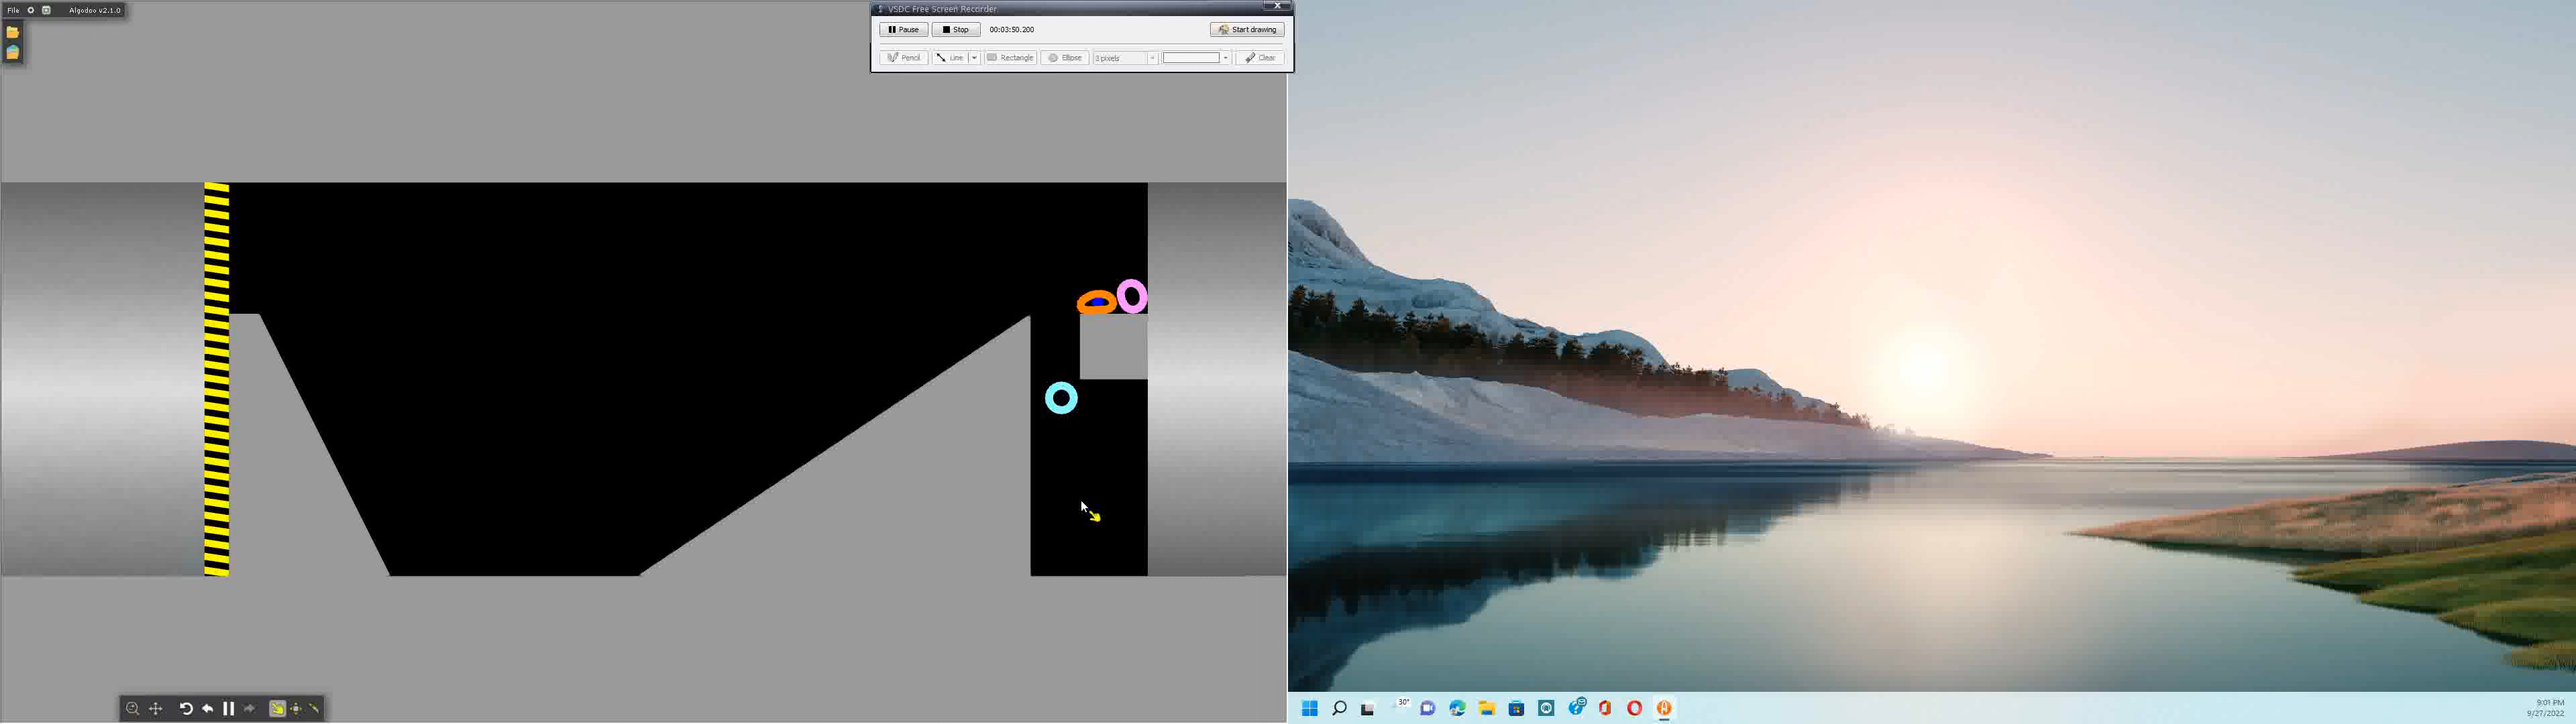 File Algodoo v2.1.0
VSDC Free Screen Recorder
Pause Stop 00:03:50.200 Start drawing
Pencil Line Rectangle Ellipse 3 pixels Clear
30°
9:01 PM
9/27/2022